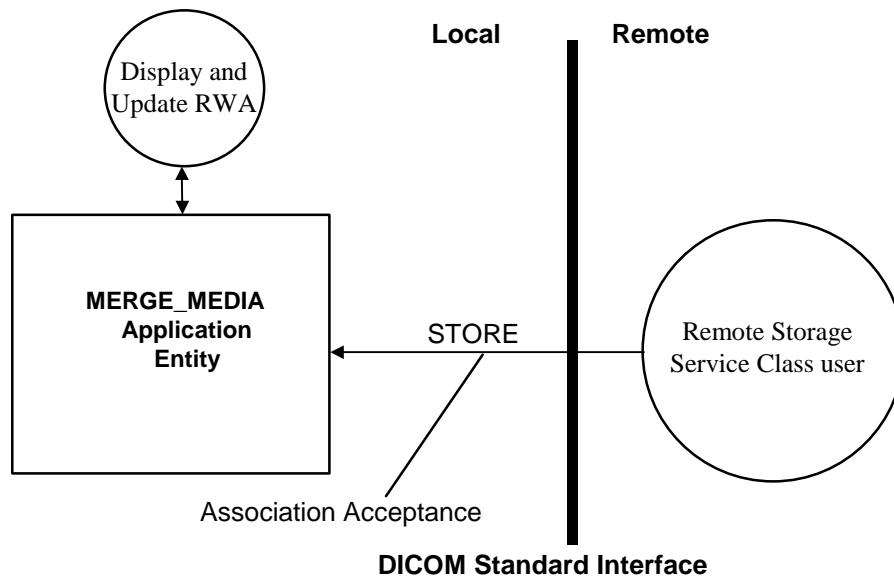 Local
Remote
Display and
Update RWA
MERGE_MEDIA
Application
Entity
STORE
Remote Storage
Service Class user
Association Acceptance
DICOM Standard Interface